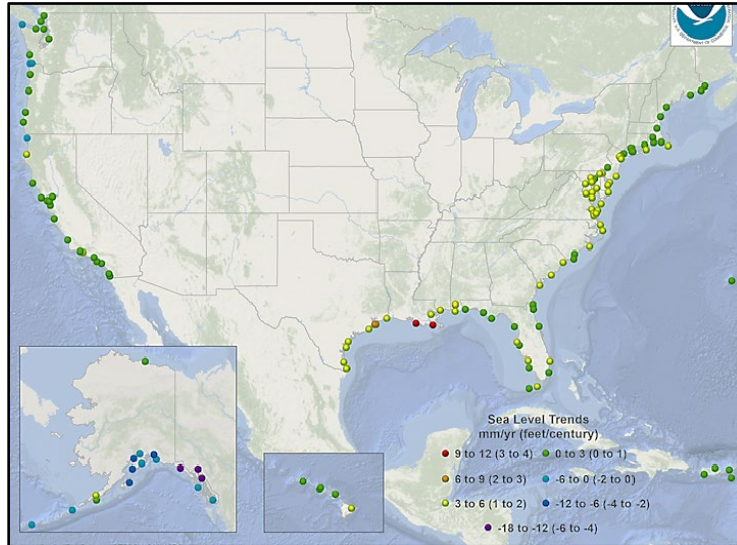 Sea Level Trends
mm/yr (feet/century)
9 to 12 (3 to 4) 0 to 3 (0 to 1)
6 to 9 (2 to 3) -6 to 0 (-2 to 0)
3 to 6 (1 to 2) -12 to -6 (-4 to -2)
-18 to -12 (-6 to -4)